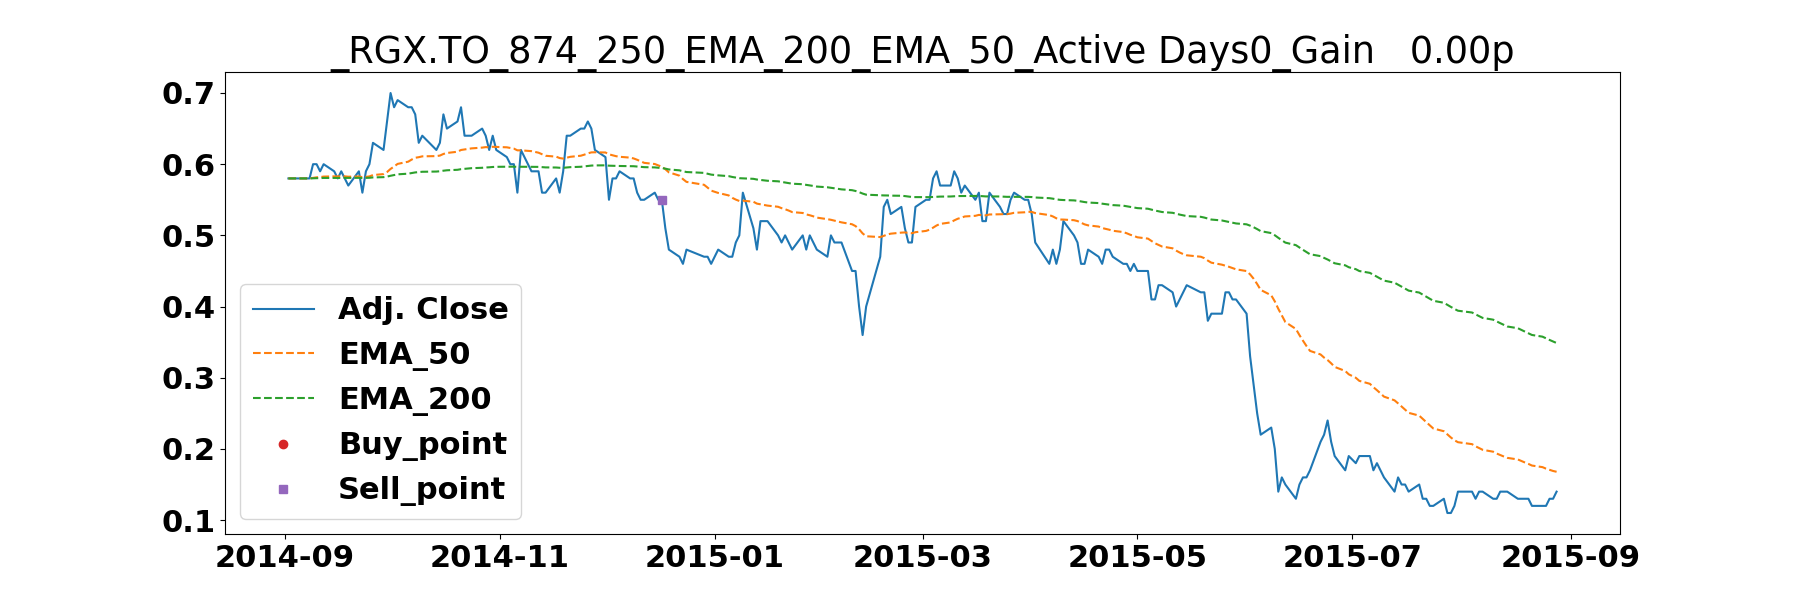 _RGX.TO_874_250_EMA_200_EMA_50_Active Days0_Gain   0.00p
0.7
0.6
0.5
0.4
0.3
0.2
0.1
Adj. Close
EMA_50
EMA_200
Buy_point
Sell_point
2014-09 2014-11 2015-01 2015-03 2015-05 2015-07 2015-09